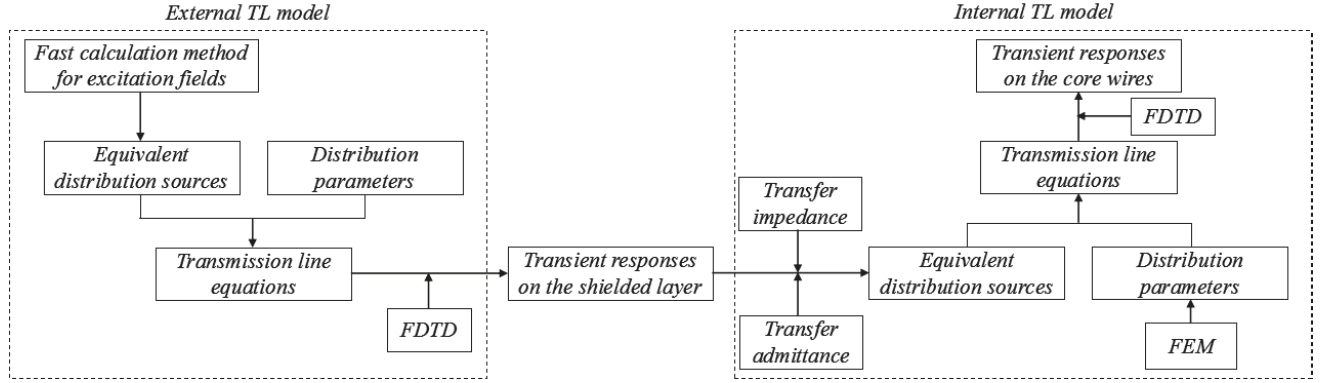 External TL model
Fast calculation method
for excitation fields
Equivalent
distribution sources
Distribution
parameters
Transmission line
equations
FDTD
Transient responses
on the shielded layer
Internal TL model
Transient responses
on the core wires
FDTD
Transmission line
equations
Transfer
impedance
Equivalent
distribution sources
Distribution
parameters
Transfer
admittance
FEM